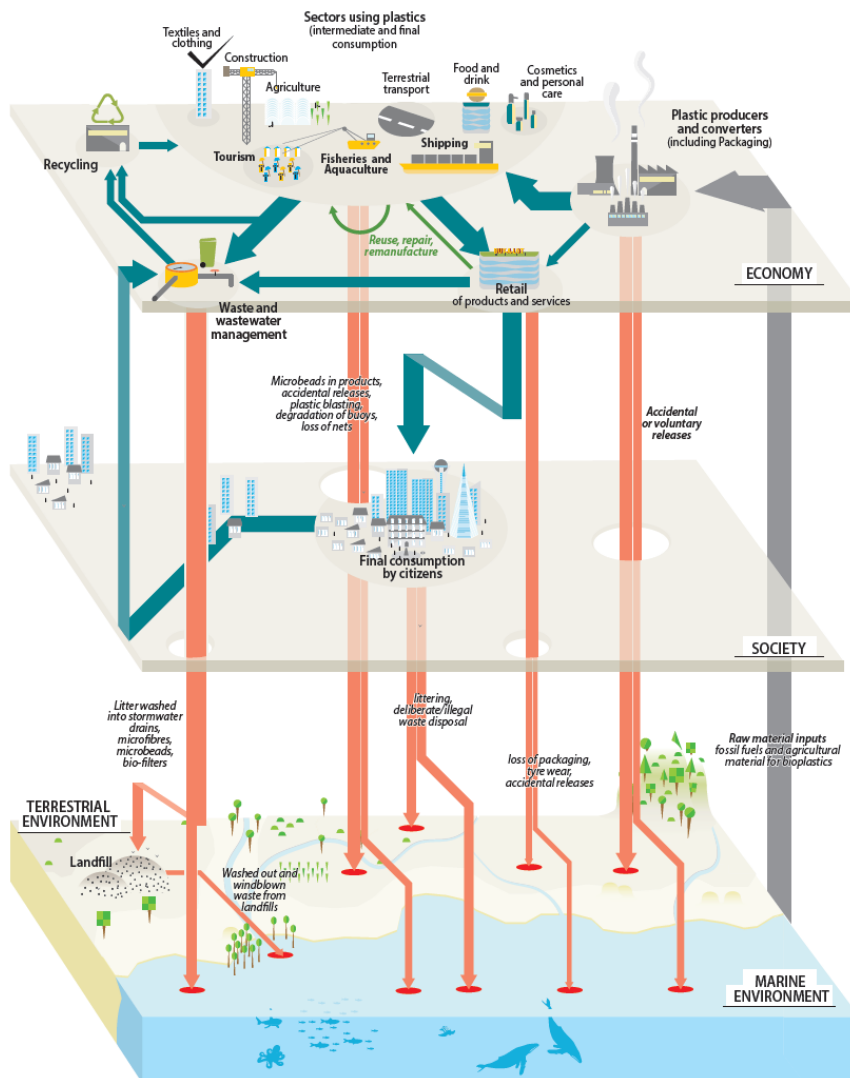 Sectors using plastics
(intermediate and final
consumption)
Textiles and
clothing
Construction
Agriculture
Terrestrial
transport
Food and
drink
Cosmetics
and personal
care
Plastic producers
and converters
(including Packaging)
Recycling
Tourism
Fisheries and
Aquaculture
Shipping
Reuse, repair,
remanufacture
Retail
of products and services
ECONOMY
Waste and
wastewater
management
Microbeads in products,
accidental releases,
plastic blasting,
degradation of buoys,
loss of nets
Accidental
or voluntary
releases
Final consumption
by citizens
SOCIETY
Litter washed
into stormwater
drains,
microfibres,
microbeads,
bio-filters
littering,
deliberate/illegal
waste disposal
loss of packaging,
tyre wear,
accidental releases
Raw material inputs
fossil fuels and agricultural
material for bioplastics
TERRESTRIAL
ENVIRONMENT
Landfill
Washed out and
windblown
waste from
landfills
MARINE
ENVIRONMENT